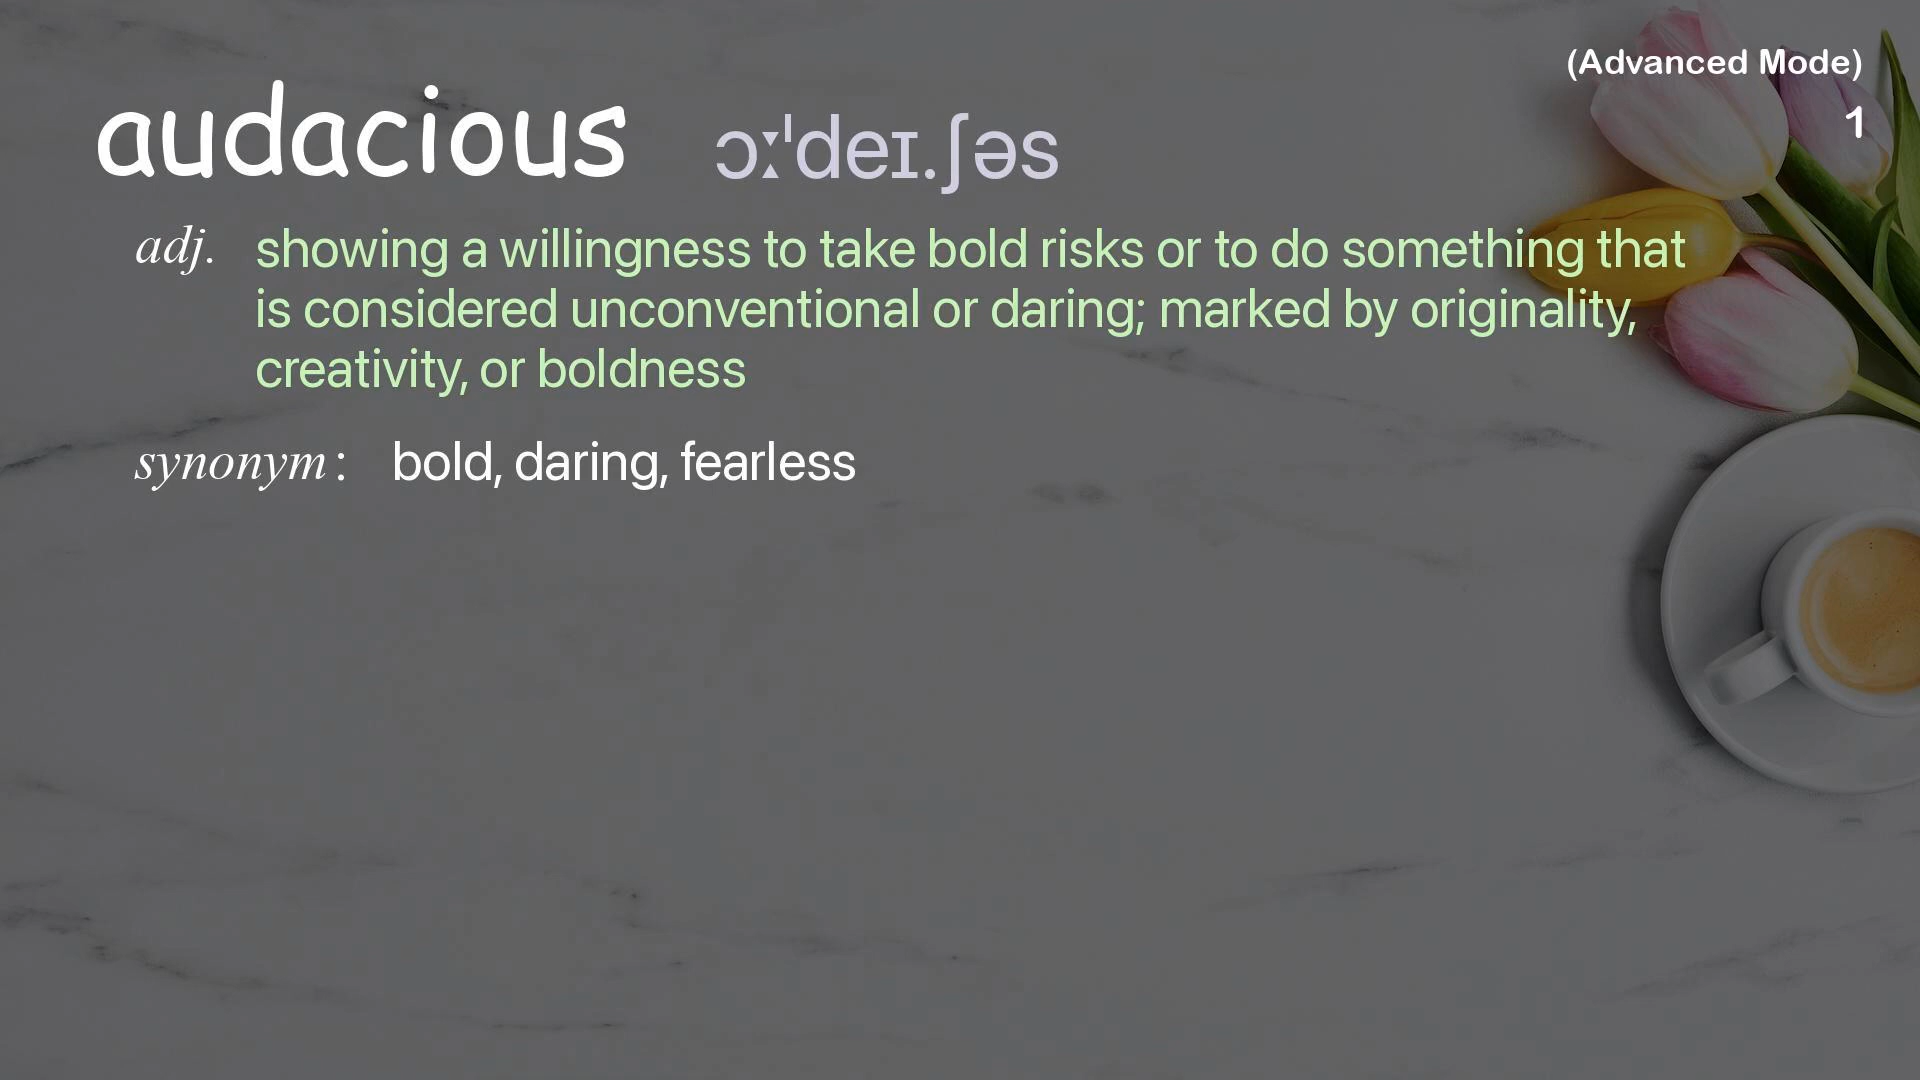 (Advanced Mode)
1
audacious ɔːˈdeɪ.ʃəs
adj. showing a willingness to take bold risks or to do something that
is considered unconventional or daring; marked by originality,
creativity, or boldness
synonym: bold, daring, fearless